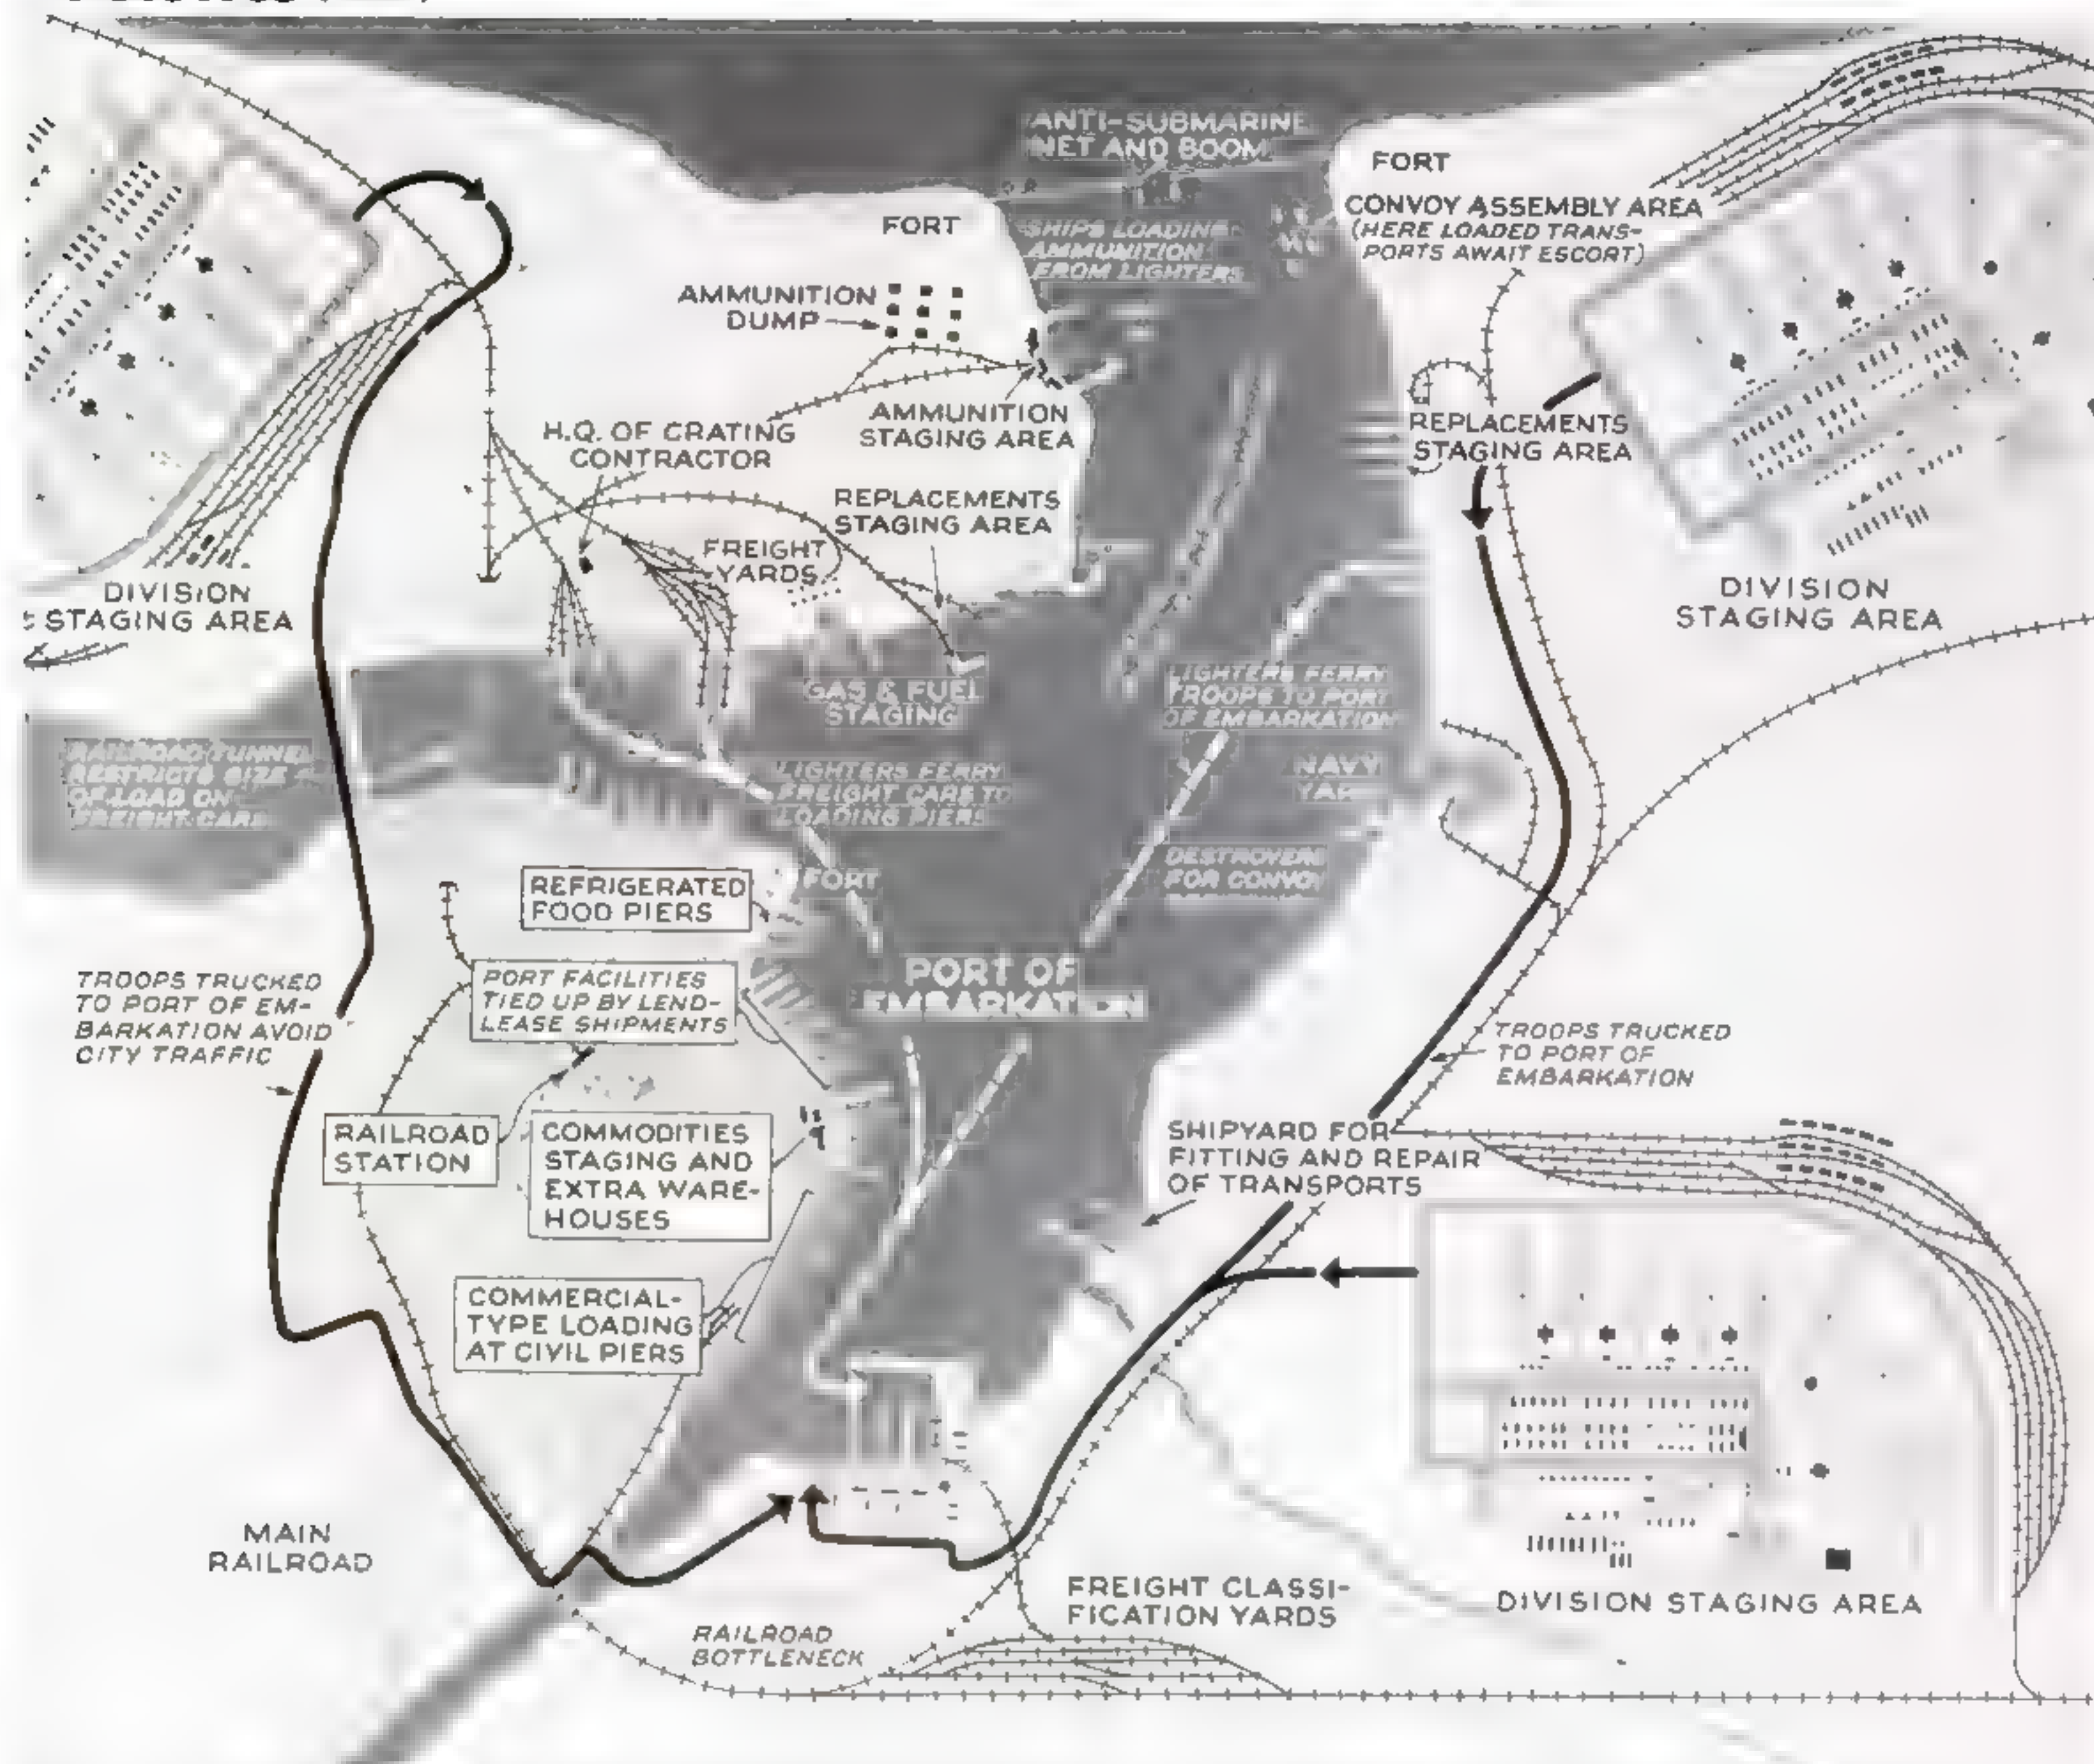 ANTI-SUBMARINE
NET AND BOOM
FORT
CONVOY ASSEMBLY AREA
(HERE LOADED TRANS-
PORTS AWAIT ESCORT)
FORT
SHIPS LOADING
AMMUNITION
FROM LIGHTERS
AMMUNITION
DUMP
AMMUNITION
STAGING AREA
H.Q. OF CRATING
CONTRACTOR
REPLACEMENTS
STAGING AREA
REPLACEMENTS
STAGING AREA
FREIGHT
YARDS
DIVISION
STAGING AREA
DIVISION
STAGING AREA
GAS & FUEL
STAGING
LIGHTERS FERRY
TROOPS TO PORT
OF EMBARKATION
RAILROAD TUNNEL
RESTRICTS SIZE
OF LOAD ON
FREIGHT CARS
LIGHTERS FERRY
FREIGHT CARS TO
LOADING PIERS
NAVY
YARD
DESTROYERS
FOR CONVOY
FORT
REFRIGERATED
FOOD PIERS
PORT OF
EMBARKATION
PORT FACILITIES
TIED UP BY LEND-
LEASE SHIPMENTS
TROOPS TRUCKED
TO PORT OF EM-
BARKATION AVOID
CITY TRAFFIC
TROOPS TRUCKED
TO PORT OF
EMBARKATION
RAILROAD
STATION
COMMODITIES
STAGING AND
EXTRA WARE-
HOUSES
SHIPYARD FOR
FITTING AND REPAIR
OF TRANSPORTS
COMMERCIAL-
TYPE LOADING
AT CIVIL PIERS
MAIN
RAILROAD
FREIGHT CLASSI-
FICATION YARDS
DIVISION STAGING AREA
RAILROAD
BOTTLENECK